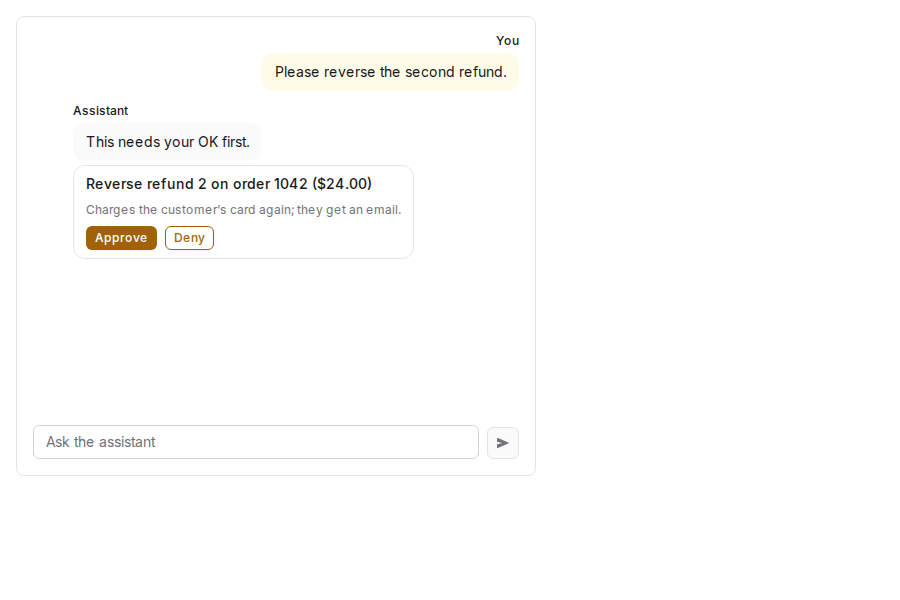 You
Please reverse the second refund.
Assistant
This needs your OK first.
Reverse refund 2 on order 1042 ($24.00)
Charges the customer's card again; they get an email.
Approve
Deny
Ask the assistant